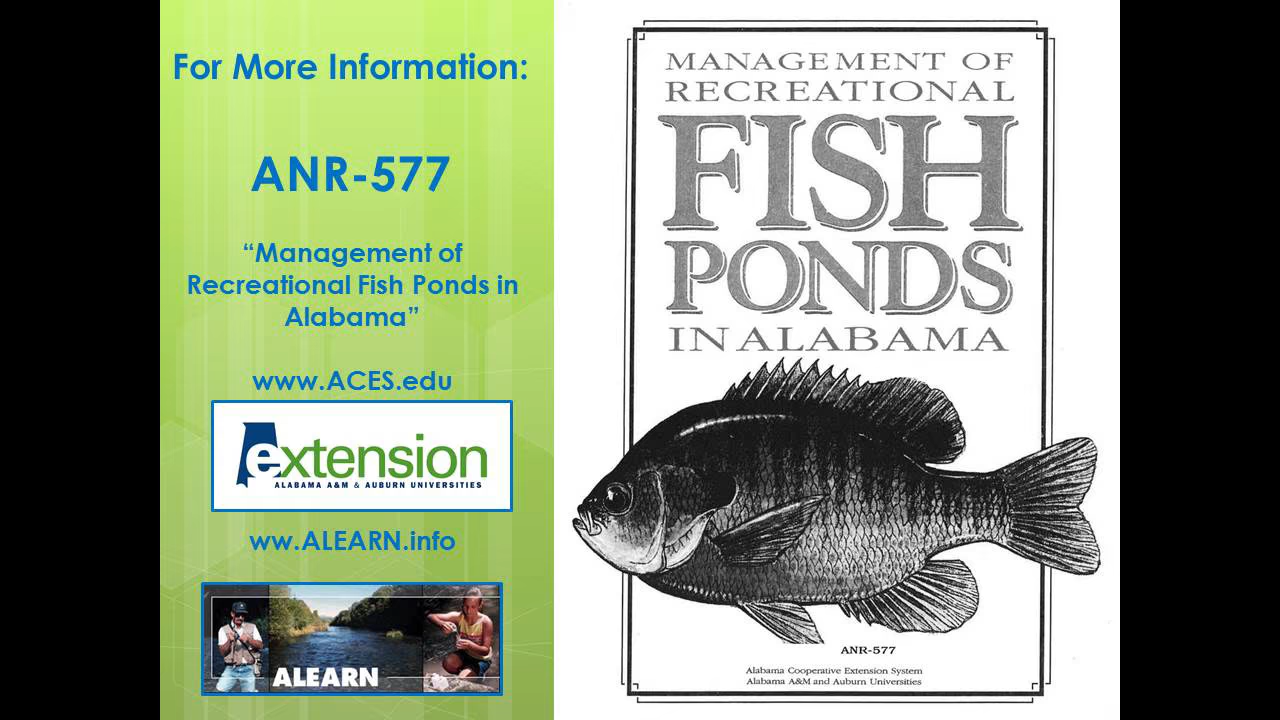 For More Information:
ANR-577
“Management of
Recreational Fish Ponds in
Alabama”
www.ACES.edu
extension
ALABAMA A&M & AUBURN UNIVERSITIES
ww.ALEARN.info
ALEARN
MANAGEMENT OF
RECREATIONAL
FISH
PONDS
IN ALABAMA
ANR-577
Alabama Cooperative Extension System
Alabama A&M and Auburn Universities